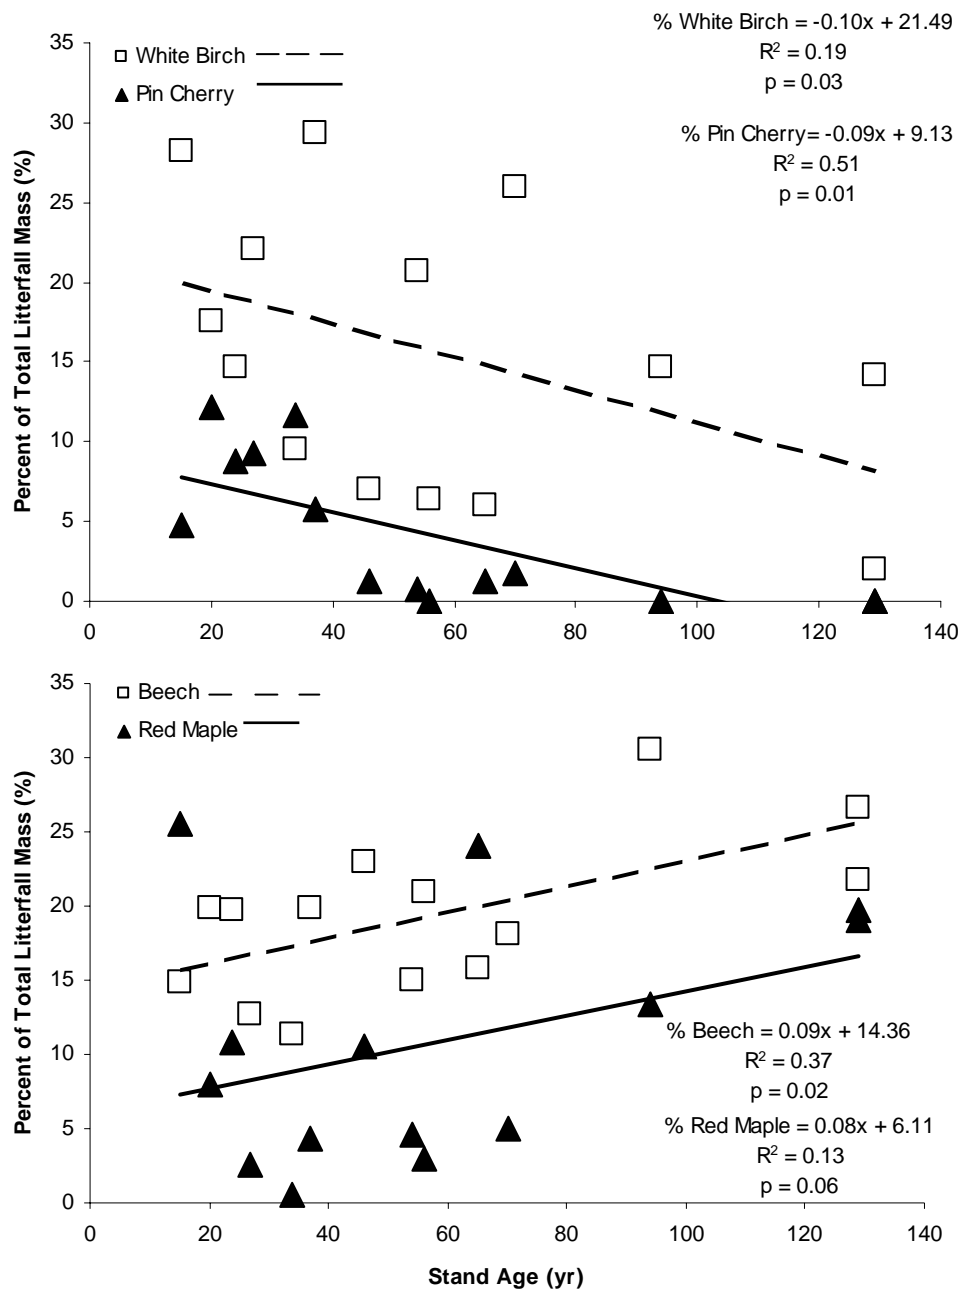 % White Birch = -0.10x + 21.49
R² = 0.19
p = 0.03
% Pin Cherry= -0.09x + 9.13
R² = 0.51
p = 0.01
White Birch
Pin Cherry
Percent of Total Litterfall Mass (%)
35
30
25
20
15
10
5
0
0 20 40 60 80 100 120 140
Beech
Red Maple
Percent of Total Litterfall Mass (%)
35
30
25
20
15
10
5
0
% Beech = 0.09x + 14.36
R² = 0.37
p = 0.02
% Red Maple = 0.08x + 6.11
R² = 0.13
p = 0.06
0 20 40 60 80 100 120 140
Stand Age (yr)